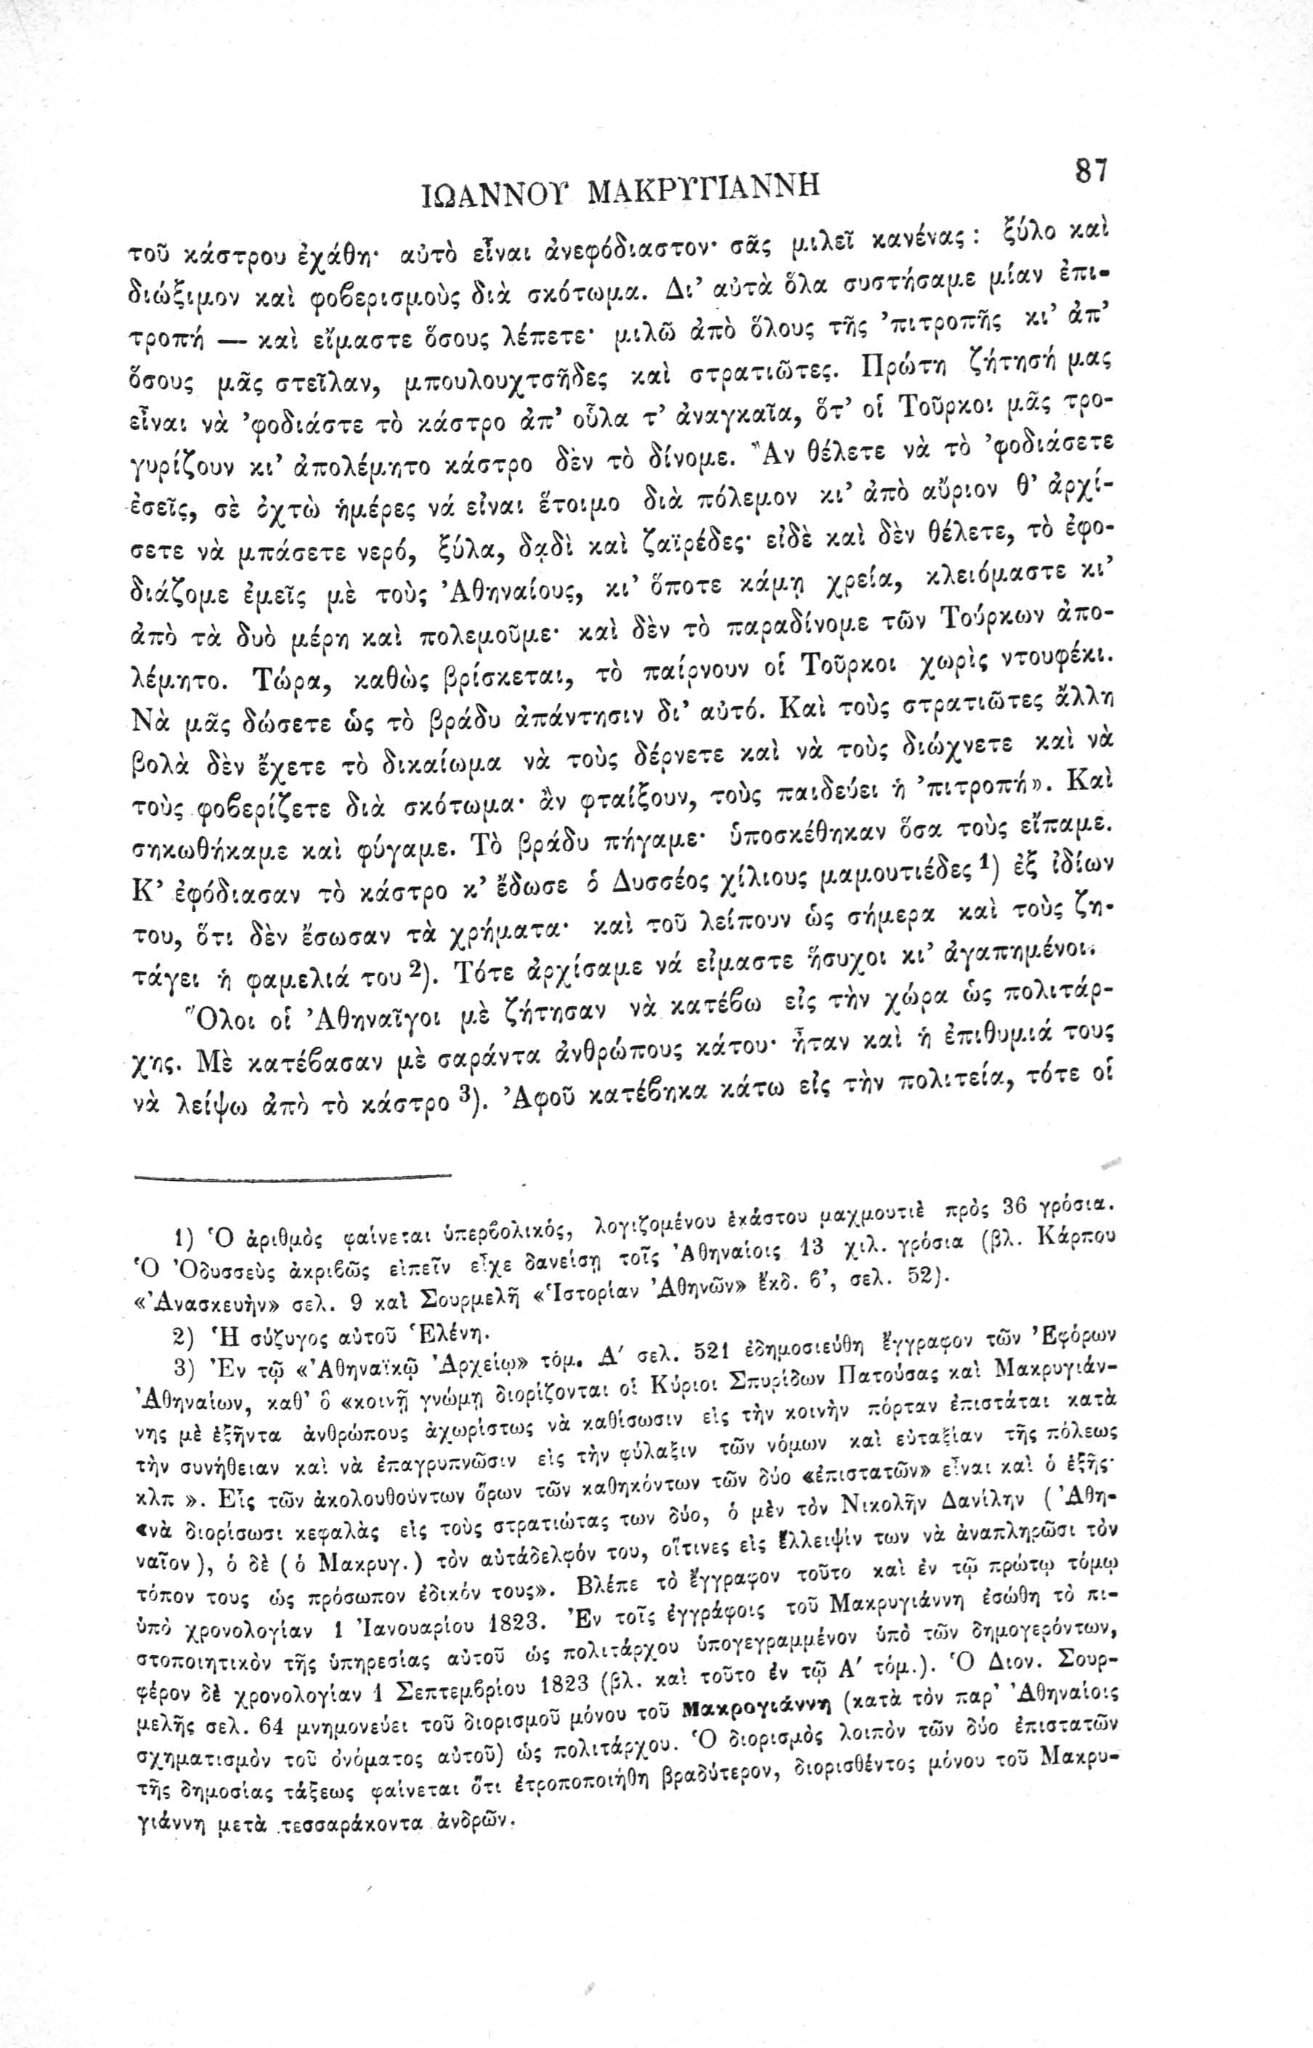 ΙΩΑΝΝΟΥ ΜΑΚΡΥΓΙΑΝΝΗ 87
τοῦ κάστρου ἐχάθη· αὐτὸ εἶναι ἀνεφόδιαστον· σᾶς μιλεῖ κανένας : ξύλο καὶ
διώξιμον καὶ φοβερισμοὺς διὰ σκότωμα. Δι’ αὐτὰ ὅλα συστήσαμε μίαν ἐπι-
τροπή — καὶ εἴμαστε ὅσους λέπετε· μιλῶ ἀπὸ ὅλους τῆς ’πιτροπῆς κι’ ἀπ’
ὅσους μᾶς στεῖλαν, μπουλουχτσῆδες καὶ στρατιῶτες. Πρώτη ζήτησή μας
εἶναι νὰ ’φοδιάστε τὸ κάστρο ἀπ’ οὖλα τ’ ἀναγκαῖα, ὅτ’ οἱ Τοῦρκοι μᾶς τρο-
γυρίζουν κι’ ἀπολέμητο κάστρο δὲν τὸ δίνομε. Ἂν θέλετε νὰ τὸ ’φοδιάσετε
ἐσεῖς, σὲ ὀχτὼ ἡμέρες νά εἶναι ἕτοιμο διὰ πόλεμον κι’ ἀπὸ αὔριον θ’ ἀρχί-
σετε νὰ μπάσετε νερό, ξύλα, δᾳδὶ καὶ ζαϊρέδες· εἰδὲ καὶ δὲν θέλετε, τὸ ἐφο-
διάζομε ἐμεῖς μὲ τοὺς Ἀθηναίους, κι’ ὅποτε κάμῃ χρεία, κλειόμαστε κι’
ἀπὸ τὰ δυὸ μέρη καὶ πολεμοῦμε· καὶ δὲν τὸ παραδίνομε τῶν Τούρκων ἀπο-
λέμητο. Τώρα, καθὼς βρίσκεται, τὸ παίρνουν οἱ Τοῦρκοι χωρὶς ντουφέκι.
Νὰ μᾶς δώσετε ὡς τὸ βράδυ ἀπάντησιν δι’ αὐτό. Καὶ τοὺς στρατιῶτες ἄλλη
βολὰ δὲν ἔχετε τὸ δικαίωμα νὰ τοὺς δέρνετε καὶ νὰ τοὺς διώχνετε καὶ νὰ
τοὺς φοβερίζετε διὰ σκότωμα· ἂν φταίξουν, τοὺς παιδεύει ἡ ’πιτροπή». Καὶ
σηκωθήκαμε καὶ φύγαμε. Τὸ βράδυ πήγαμε· ὑποσκέθηκαν ὅσα τοὺς εἴπαμε.
Κ’ ἐφόδιασαν τὸ κάστρο κ’ ἔδωσε ὁ Δυσσέος χίλιους μαμουτιέδες 1) ἐξ ἰδίων
του, ὅτι δὲν ἔσωσαν τὰ χρήματα· καὶ τοῦ λείπουν ὡς σήμερα καὶ τοὺς ζη-
τάγει ἡ φαμελιά του 2). Τότε ἀρχίσαμε νά εἴμαστε ἥσυχοι κι’ ἀγαπημένοι.
Ὅλοι οἱ Ἀθηναῖγοι μὲ ζήτησαν νὰ κατέβω εἰς τὴν χώρα ὡς πολιτάρ-
χης. Μὲ κατέβασαν μὲ σαράντα ἀνθρώπους κάτου· ἦταν καὶ ἡ ἐπιθυμιά τους
νὰ λείψω ἀπὸ τὸ κάστρο 3). Ἀφοῦ κατέβηκα κάτω εἰς τὴν πολιτεία, τότε οἱ
1) Ὁ ἀριθμὸς φαίνεται ὑπερβολικός, λογιζομένου ἑκάστου μαχμουτιὲ πρὸς 36 γρόσια.
Ὁ Ὀδυσσεὺς ἀκριβῶς εἰπεῖν εἶχε δανείσῃ τοῖς Ἀθηναίοις 13 χιλ. γρόσια (βλ. Κάρπου
«Ἀνασκευὴν» σελ. 9 καὶ Σουρμελῆ «Ἱστορίαν Ἀθηνῶν» ἔκδ. β’, σελ. 52).
2) Ἡ σύζυγος αὐτοῦ Ἑλένη.
3) Ἐν τῷ «Ἀθηναϊκῷ Ἀρχείῳ» τόμ. Α’ σελ. 521 ἐδημοσιεύθη ἔγγραφον τῶν Ἐφόρων
Ἀθηναίων, καθ’ ὃ «κοινῇ γνώμῃ διορίζονται οἱ Κύριοι Σπυρίδων Πατούσας καὶ Μακρυγιάν-
νης μὲ ἑξῆντα ἀνθρώπους ἀχωρίστως νὰ καθίσωσιν εἰς τὴν κοινὴν πόρταν ἐπιστάται κατὰ
τὴν συνήθειαν καὶ νὰ ἐπαγρυπνῶσιν εἰς τὴν φύλαξιν τῶν νόμων καὶ εὐταξίαν τῆς πόλεως
κλπ ». Εἷς τῶν ἀκολουθούντων ὅρων τῶν καθηκόντων τῶν δύο «ἐπιστατῶν» εἶναι καὶ ὁ ἑξῆς·
«νὰ διορίσωσι κεφαλὰς εἰς τοὺς στρατιώτας των δύο, ὁ μὲν τὸν Νικολῆν Δανίλην ( Ἀθη-
ναῖον ), ὁ δὲ ( ὁ Μακρυγ. ) τὸν αὐτάδελφόν του, οἵτινες εἰς ἔλλειψίν των νὰ ἀναπληρῶσι τὸν
τόπον τους ὡς πρόσωπον ἐδικόν τους». Βλέπε τὸ ἔγγραφον τοῦτο καὶ ἐν τῷ πρώτῳ τόμῳ
ὑπὸ χρονολογίαν 1 Ἰανουαρίου 1823. Ἐν τοῖς ἐγγράφοις τοῦ Μακρυγιάννη ἐσώθη τὸ πι-
στοποιητικὸν τῆς ὑπηρεσίας αὐτοῦ ὡς πολιτάρχου ὑπογεγραμμένον ὑπὸ τῶν δημογερόντων,
φέρον δὲ χρονολογίαν 1 Σεπτεμβρίου 1823 (βλ. καὶ τοῦτο ἐν τῷ Α’ τόμ.). Ὁ Διον. Σουρ-
μελῆς σελ. 64 μνημονεύει τοῦ διορισμοῦ μόνου τοῦ Μακρογιάννη (κατὰ τὸν παρ’ Ἀθηναίοις
σχηματισμὸν τοῦ ὀνόματος αὐτοῦ) ὡς πολιτάρχου. Ὁ διορισμὸς λοιπὸν τῶν δύο ἐπιστατῶν
τῆς δημοσίας τάξεως φαίνεται ὅτι ἐτροποποιήθη βραδύτερον, διορισθέντος μόνου τοῦ Μακρυ-
γιάννη μετὰ τεσσαράκοντα ἀνδρῶν.